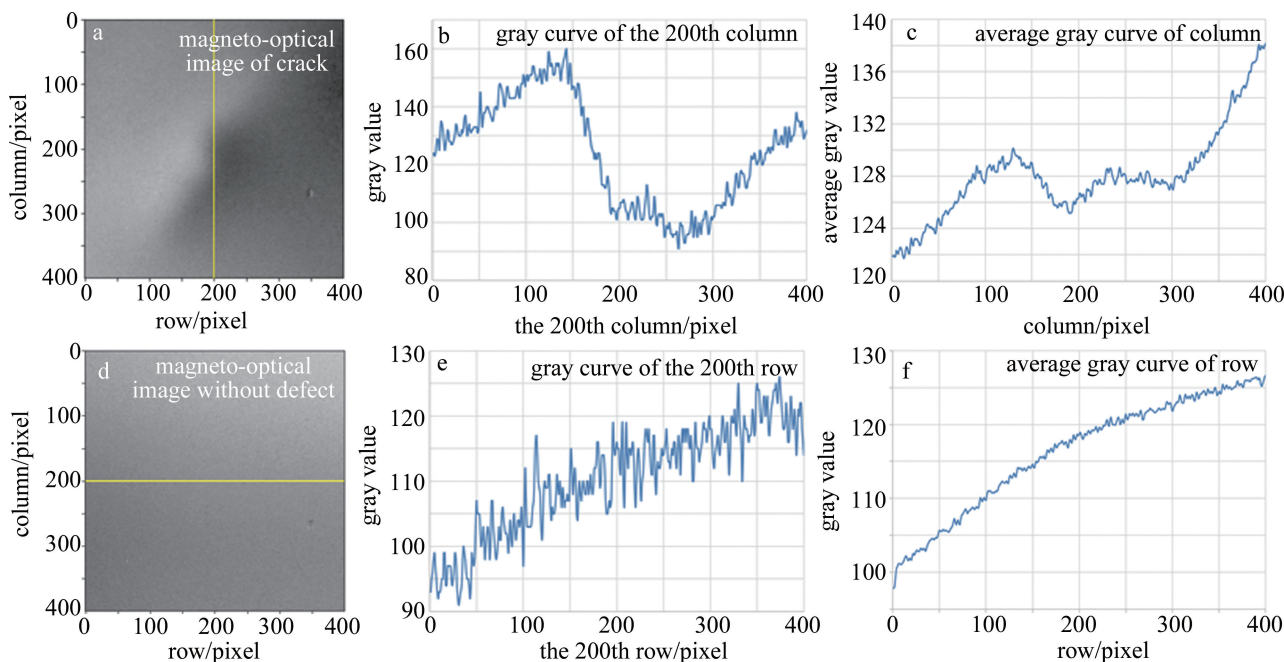 a
magneto-optical
image of crack
0
100
200
300
400
column/pixel
0
100
200
300
400
row/pixel
b
gray curve of the 200th column
160
140
120
100
80
gray value
0
100
200
300
400
the 200th column/pixel
c
average gray curve of column
140
136
132
128
124
120
average gray value
0
100
200
300
400
column/pixel
d
magneto-optical
image without defect
0
100
200
300
400
column/pixel
0
100
200
300
400
row/pixel
e
gray curve of the 200th row
130
120
110
100
90
gray value
0
100
200
300
400
the 200th row/pixel
f
average gray curve of row
130
120
110
100
gray value
0
100
200
300
400
row/pixel